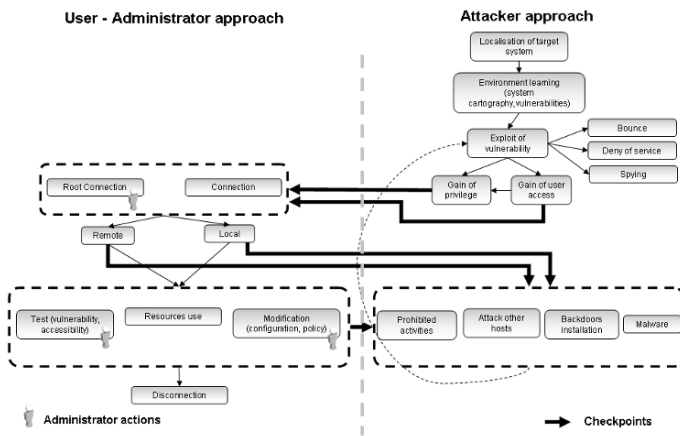 User - Administrator approach
Attacker approach
Localisation of target
system
Environment learning
(system
cartography,vulnerabilities)
Exploit of
vulnerability
Bounce
Deny of service
Spying
Gain of
privilege
Gain of user
access
Root Connection
Connection
Remote
Local
Test (vulnerability,
accessibility)
Resources use
Modification
(configuration, policy)
Prohibited
activities
Attack other
hosts
Backdoors
installation
Malware
Disconnection
Administrator actions
Checkpoints